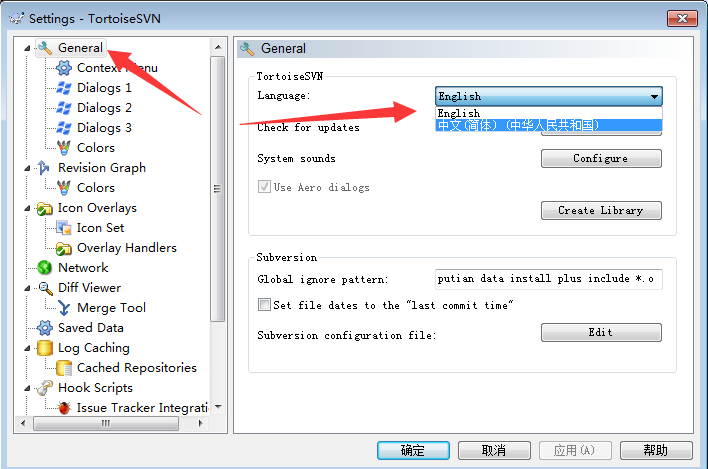 Settings - TortoiseSVN
General
Context Menu
Dialogs 1
Dialogs 2
Dialogs 3
Colors
Revision Graph
Colors
Icon Overlays
Icon Set
Overlay Handlers
Network
Diff Viewer
Merge Tool
Saved Data
Log Caching
Cached Repositories
Hook Scripts
Issue Tracker Integrati
General
TortoiseSVN
Language:
English
English
中文(简体) (中华人民共和国)
Check for updates
System sounds
Configure
Use Aero dialogs
Create Library
Subversion
Global ignore pattern:
putian data install plus include *.o
Set file dates to the "last commit time"
Subversion configuration file:
Edit
确定
取消
应用(A)
帮助